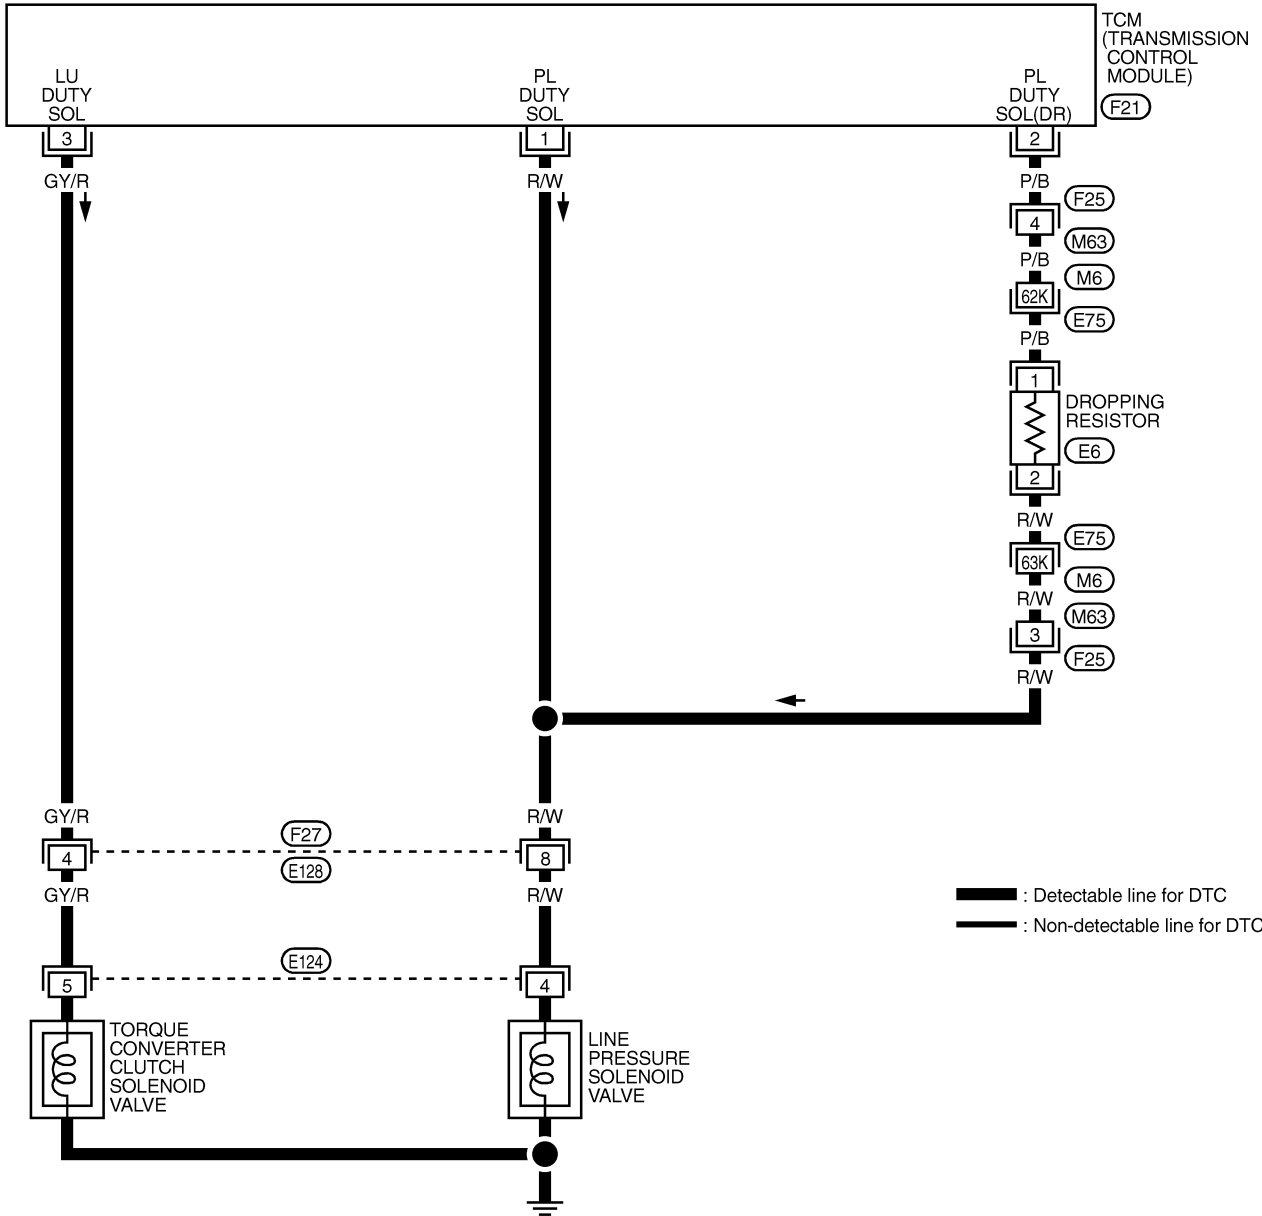 TCM
(TRANSMISSION
CONTROL
MODULE)
F21
LU
DUTY
SOL
PL
DUTY
SOL
PL
DUTY
SOL(DR)
3
1
2
GY/R
R/W
P/B
F25
4
M63
P/B
M6
62K
E75
P/B
1
DROPPING
RESISTOR
E6
2
R/W
E75
63K
M6
R/W
M63
3
F25
R/W
GY/R
R/W
F27
4
8
E128
GY/R
R/W
: Detectable line for DTC
: Non-detectable line for DTC
E124
5
4
TORQUE
CONVERTER
CLUTCH
SOLENOID
VALVE
LINE
PRESSURE
SOLENOID
VALVE